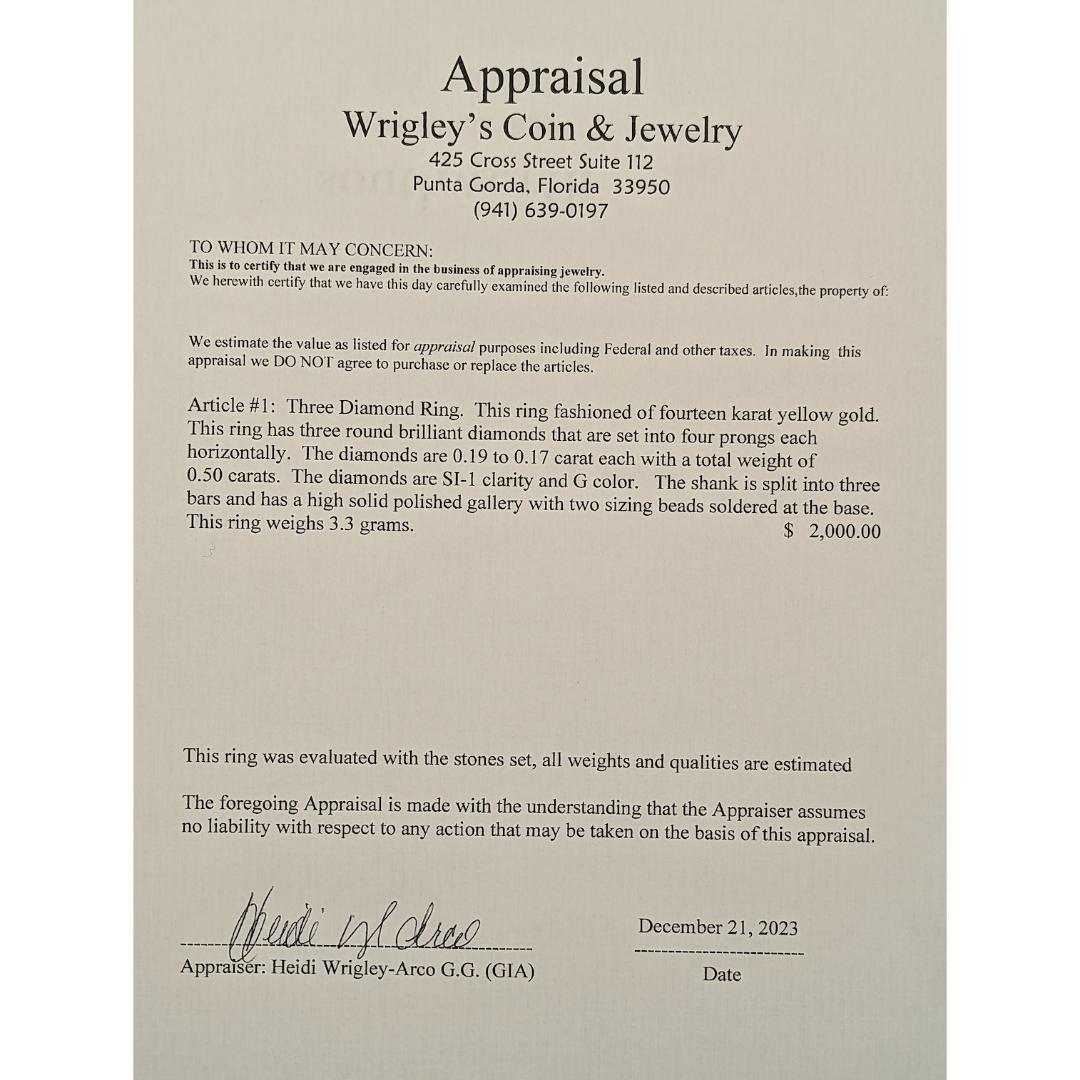 Appraisal
Wrigley's Coin & Jewelry
425 Cross Street Suite 112
Punta Gorda, Florida  33950
(941) 639-0197
TO WHOM IT MAY CONCERN:
This is to certify that we are engaged in the business of appraising jewelry.
We herewith certify that we have this day carefully examined the following listed and described articles,the property of:
We estimate the value as listed for appraisal purposes including Federal and other taxes.  In making this
appraisal we DO NOT agree to purchase or replace the articles.
Article #1:  Three Diamond Ring.  This ring fashioned of fourteen karat yellow gold.
This ring has three round brilliant diamonds that are set into four prongs each
horizontally.  The diamonds are 0.19 to 0.17 carat each with a total weight of
0.50 carats.  The diamonds are SI-1 clarity and G color.  The shank is split into three
bars and has a high solid polished gallery with two sizing beads soldered at the base.
This ring weighs 3.3 grams. $ 2,000.00
This ring was evaluated with the stones set, all weights and qualities are estimated
The foregoing Appraisal is made with the understanding that the Appraiser assumes
no liability with respect to any action that may be taken on the basis of this appraisal.
December 21, 2023
Appraiser: Heidi Wrigley-Arco G.G. (GIA)
Date